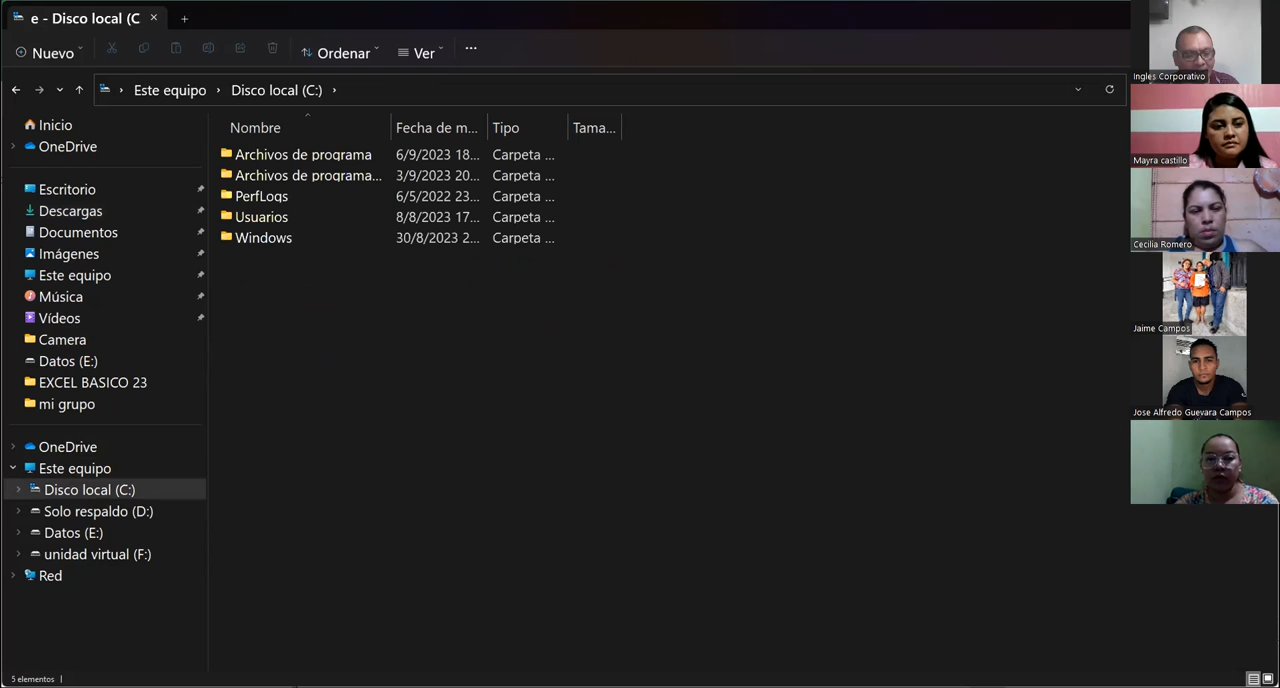 e - Disco local (C
Nuevo
Ordenar
Ver
Este equipo
Disco local (C:)
Nombre
Fecha de m...
Tipo
Tama...
Archivos de programa
6/9/2023 18...
Carpeta ...
Archivos de programa...
3/9/2023 20...
Carpeta ...
PerfLogs
6/5/2022 23...
Carpeta ...
Usuarios
8/8/2023 17...
Carpeta ...
Windows
30/8/2023 2...
Carpeta ...
Inicio
OneDrive
Escritorio
Descargas
Documentos
Imágenes
Este equipo
Música
Vídeos
Camera
Datos (E:)
EXCEL BASICO 23
mi grupo
OneDrive
Este equipo
Disco local (C:)
Solo respaldo (D:)
Datos (E:)
unidad virtual (F:)
Red
5 elementos
Ingles Corporativo
Mayra castillo
Cecilia Romero
Jaime Campos
Jose Alfredo Guevara Campos